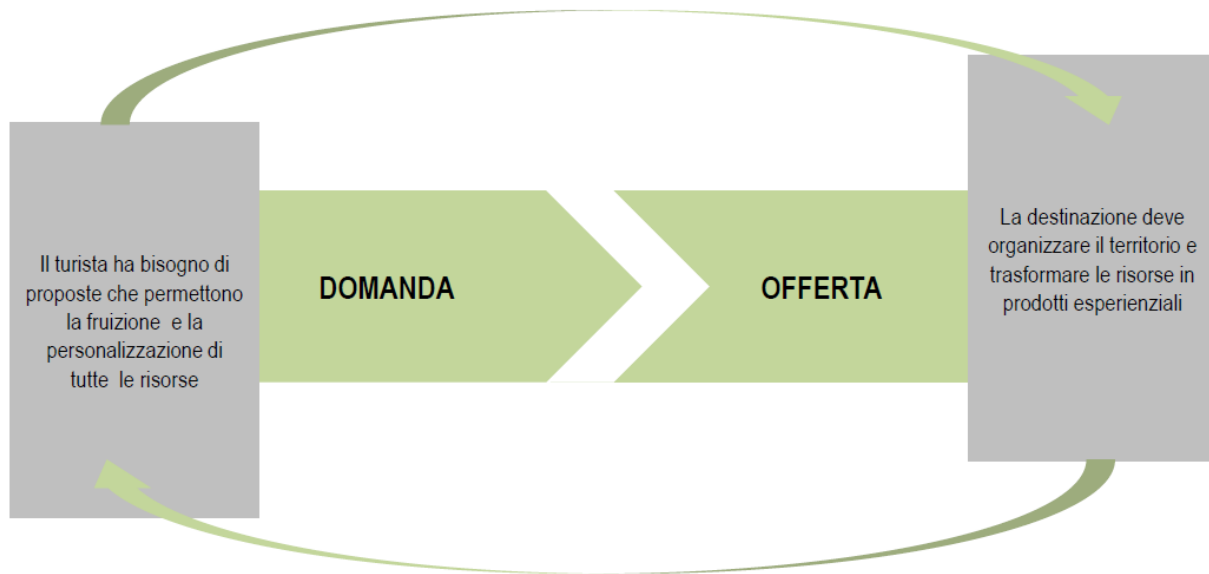 Il turista ha bisogno di
proposte che permettono
la fruizione e la
personalizzazione di
tutte le risorse
DOMANDA
OFFERTA
La destinazione deve
organizzare il territorio e
trasformare le risorse in
prodotti esperienziali